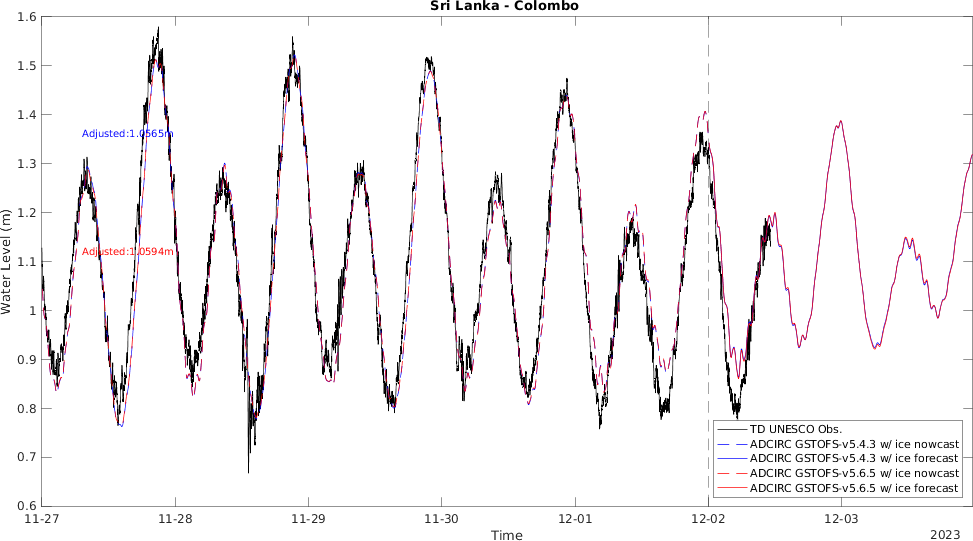 Sri Lanka - Colombo
1.6
1.5
1.4
1.3
1.2
1.1
1
0.9
0.8
0.7
0.6
Water Level (m)
Adjusted:1.0565m
Adjusted:1.0594m
TD UNESCO Obs.
ADCIRC GSTOFS-v5.4.3 w/ ice nowcast
ADCIRC GSTOFS-v5.4.3 w/ ice forecast
ADCIRC GSTOFS-v5.6.5 w/ ice nowcast
ADCIRC GSTOFS-v5.6.5 w/ ice forecast
11-27 11-28 11-29 11-30 12-01 12-02 12-03
Time
2023